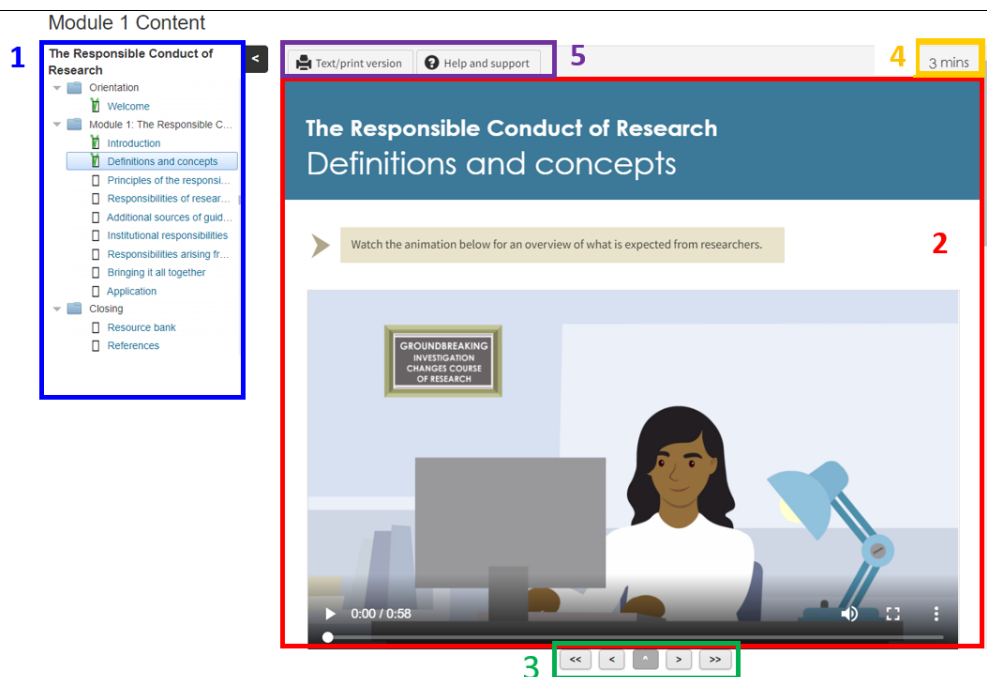 Module 1 Content
1
The Responsible Conduct of
Research
Orientation
Welcome
Module 1: The Responsible C...
Introduction
Definitions and concepts
Principles of the responsi...
Responsibilities of resear...
Additional sources of guid...
Institutional responsibilities
Responsibilities arising fr...
Bringing it all together
Application
Closing
Resource bank
References
<
Text/print version
Help and support
5
4
3 mins
The Responsible Conduct of Research
Definitions and concepts
Watch the animation below for an overview of what is expected from researchers.
2
GROUNDBREAKING
INVESTIGATION
CHANGES COURSE
OF RESEARCH
0:00 / 0:58
3
<< < ^ > >>